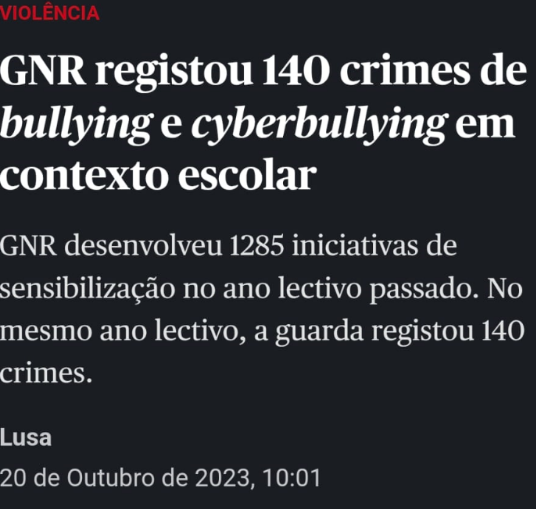 VIOLÊNCIA
GNR registou 140 crimes de
bullying e cyberbullying em
contexto escolar
GNR desenvolveu 1285 iniciativas de
sensibilização no ano lectivo passado. No
mesmo ano lectivo, a guarda registou 140
crimes.
Lusa
20 de Outubro de 2023, 10:01